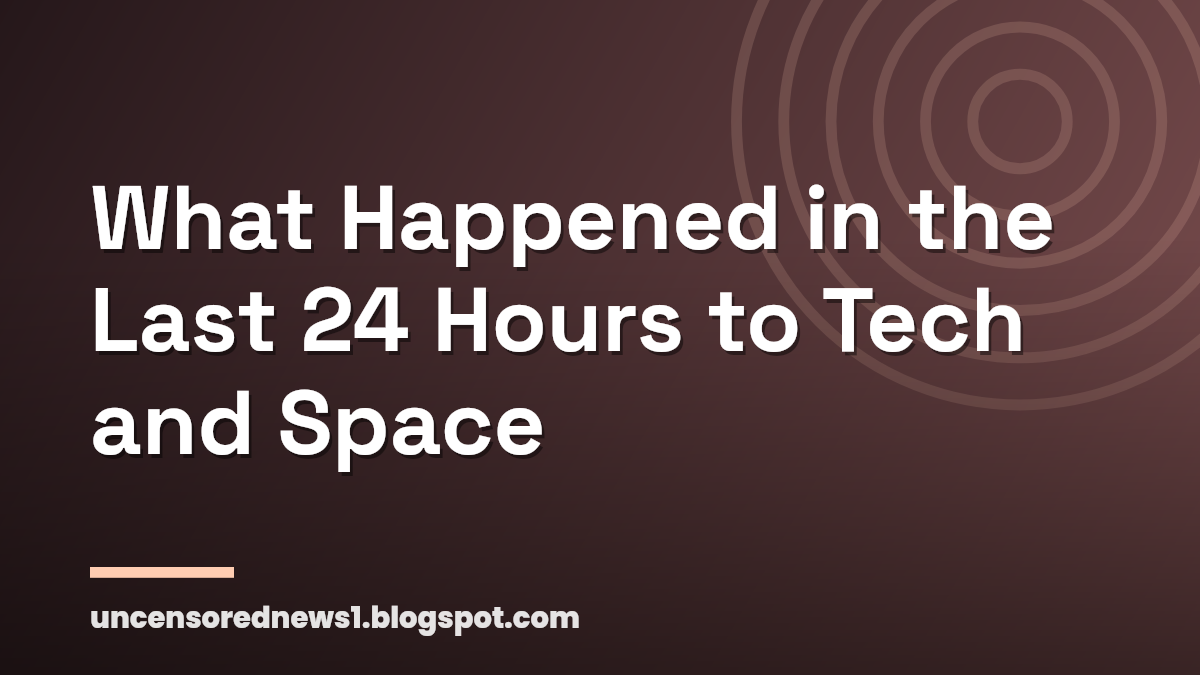 What Happened in the
Last 24 Hours to Tech
and Space
uncensorednews1.blogspot.com